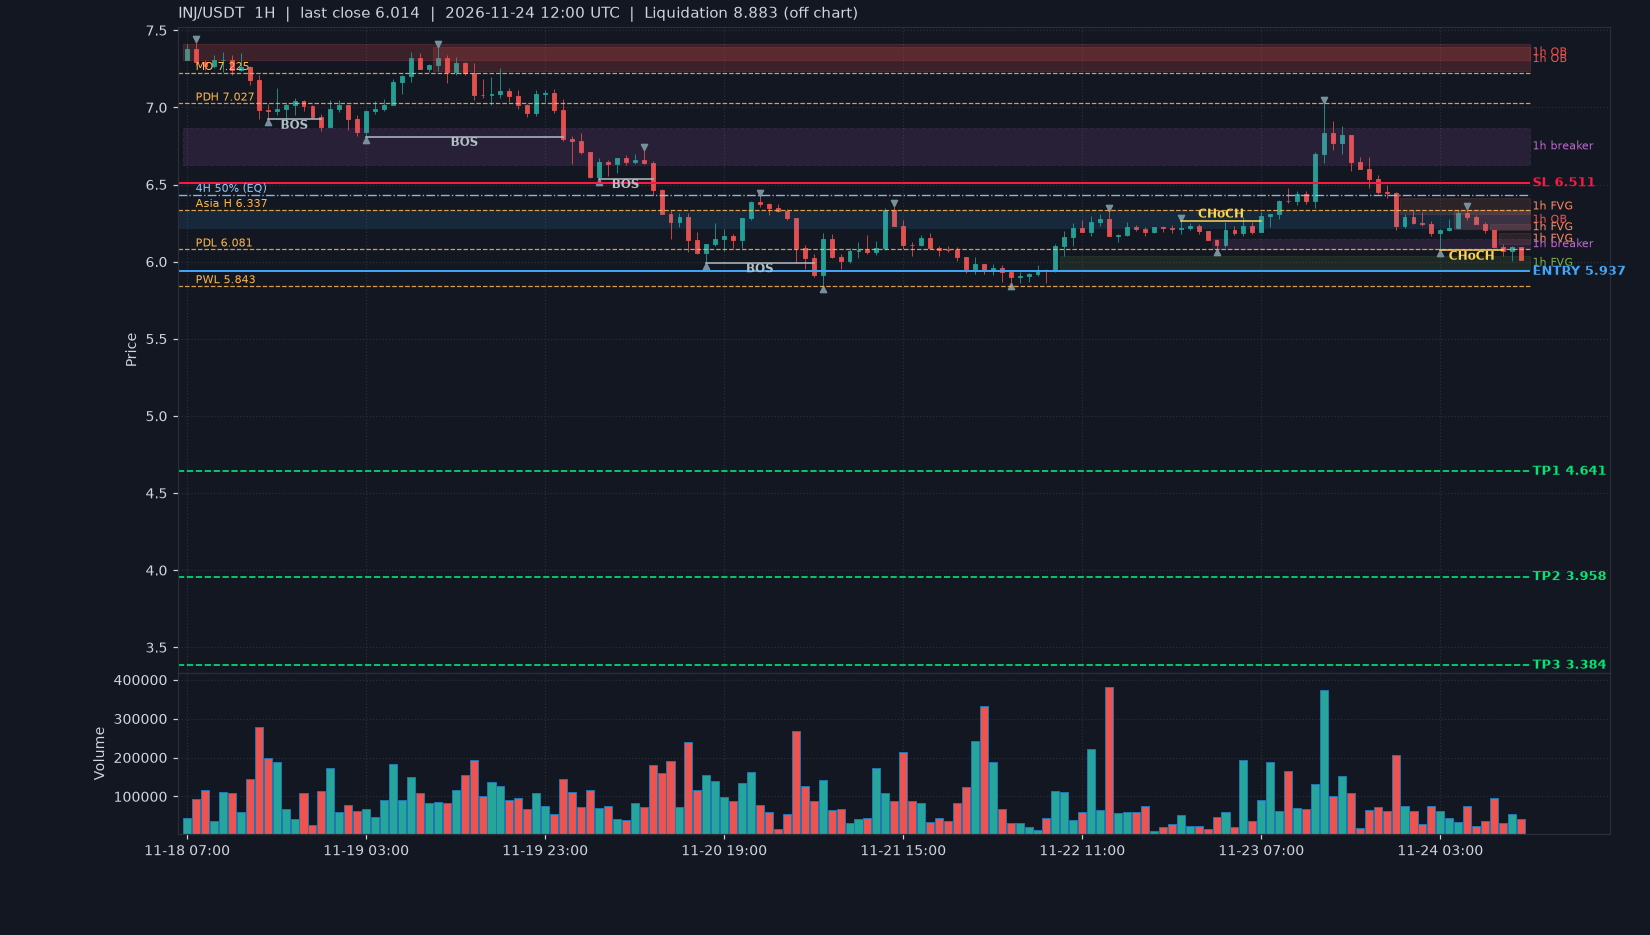 INJ/USDT 1H | last close 6.014 | 2026-11-24 12:00 UTC | Liquidation 8.883 (off chart)
7.5
1h OB
1h OB
MO 7.225
PDH 7.027
7.0
BOS
BOS
1h breaker
6.5
BOS
SL 6.511
4H 50% (EQ)
Asia H 6.337
1h FVG
CHoCH
1h OB
1h FVG
1h FVG
PDL 6.081
1h breaker
CHoCH
6.0
BOS
1h FVG
ENTRY 5.937
PWL 5.843
5.5
Price
5.0
TP1 4.641
4.5
4.0
TP2 3.958
3.5
TP3 3.384
400000
300000
Volume
200000
100000
11-18 07:00
11-19 03:00
11-19 23:00
11-20 19:00
11-21 15:00
11-22 11:00
11-23 07:00
11-24 03:00